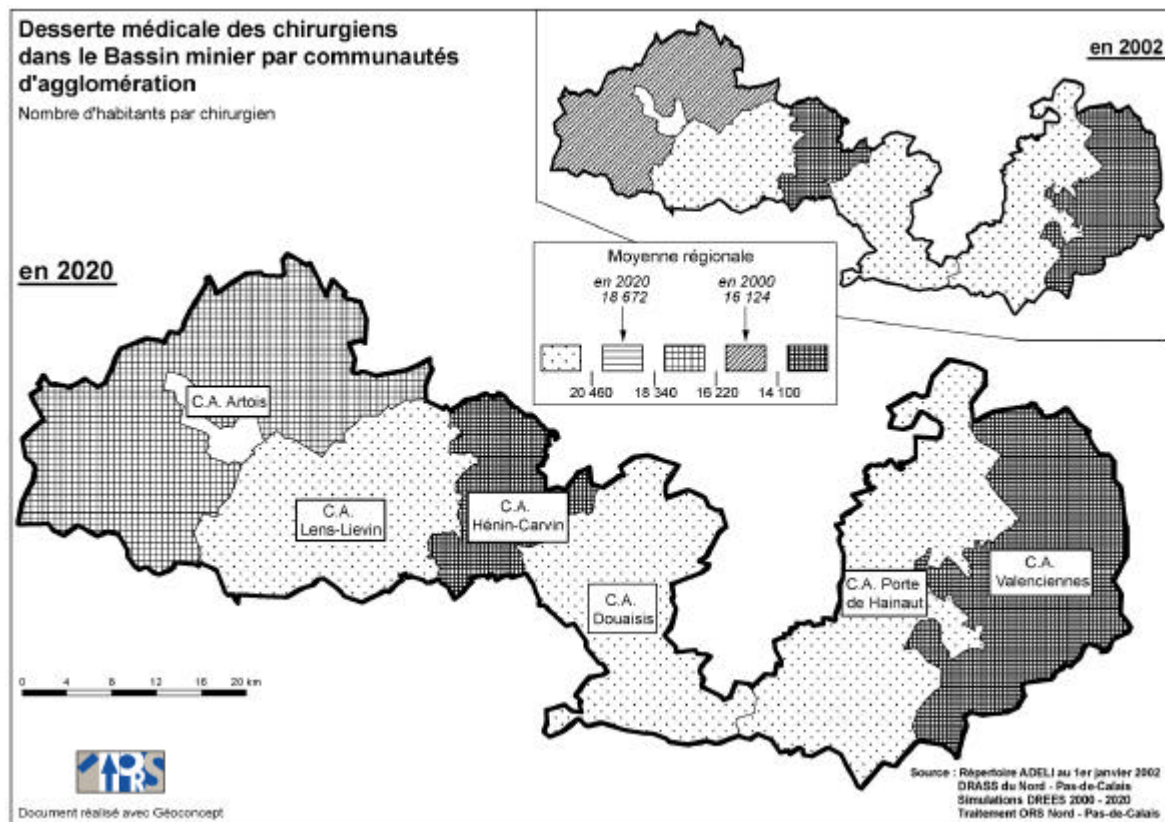 Desserte médicale des chirurgiens
dans le Bassin minier par communautés
d'agglomération
Nombre d'habitants par chirurgien
en 2002
en 2020
Moyenne régionale
en 2020
18 672
en 2000
16 124
20 460
18 340
16 220
14 100
C.A. Artois
C.A.
Lens-Lievin
C.A.
Hénin-Carvin
C.A.
Douaisis
C.A. Porte
de Hainaut
C.A.
Valenciennes
0 4 8 12 16 20 km
ORS
Document réalisé avec Géoconcept
Source : Répertoire ADELI au 1er janvier 2002
DRASS du Nord - Pas-de-Calais
Simulations DREES 2000 - 2020
Traitement ORS Nord - Pas-de-Calais